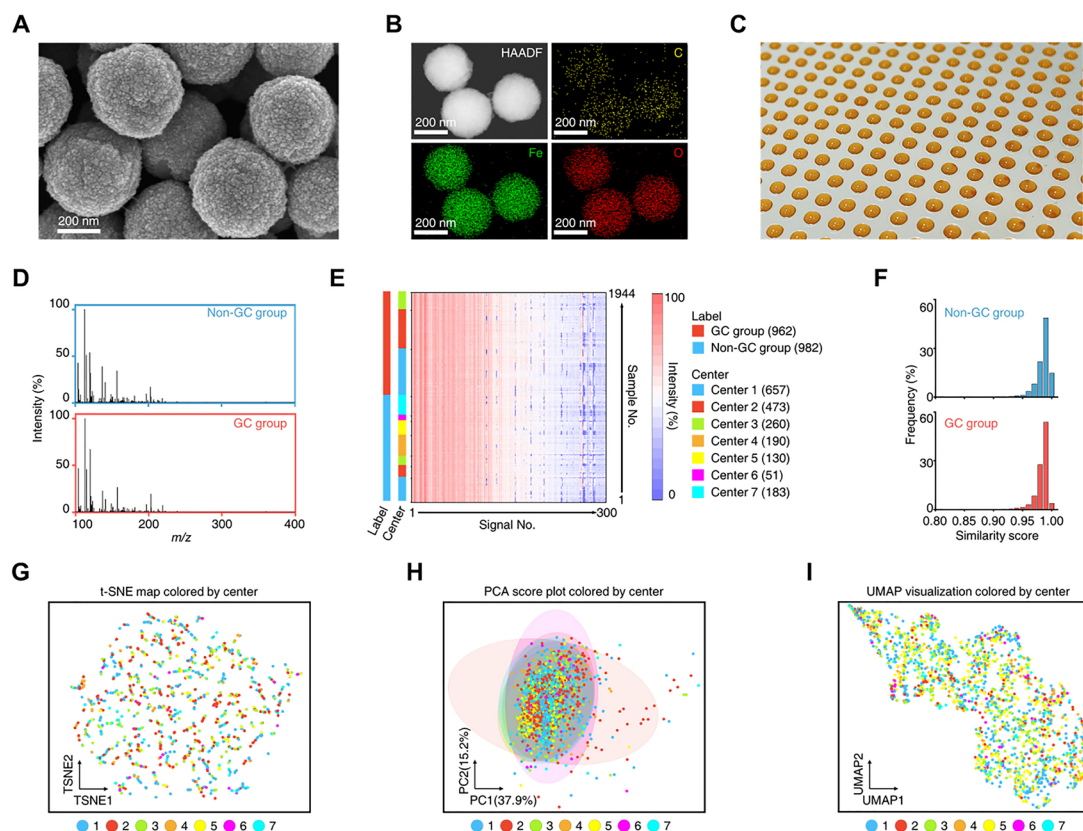 A
200 nm
B
HAADF
200 nm
C
200 nm
Fe
200 nm
O
200 nm
C
D
100
Non-GC group
50
0
100
GC group
50
0
Intensity (%)
100
200
300
400
m/z
E
1944
Sample No.
1
1
Signal No.
300
Label
Center
100
Intensity (%)
0
Label
GC group (962)
Non-GC group (982)
Center
Center 1 (657)
Center 2 (473)
Center 3 (260)
Center 4 (190)
Center 5 (130)
Center 6 (51)
Center 7 (183)
F
60
Non-GC group
30
0
60
GC group
30
0
Frequency (%)
0.80
0.85
0.90
0.95
1.00
Similarity score
G
t-SNE map colored by center
TSNE2
TSNE1
1 2 3 4 5 6 7
H
PCA score plot colored by center
PC2(15.2%)
PC1(37.9%)
1 2 3 4 5 6 7
I
UMAP visualization colored by center
UMAP2
UMAP1
1 2 3 4 5 6 7